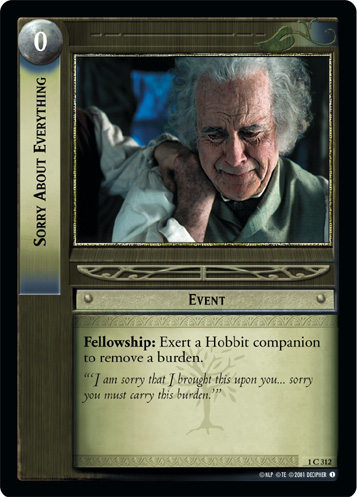 0
SORRY ABOUT EVERYTHING
EVENT
Fellowship: Exert a Hobbit companion
to remove a burden.
“‘I am sorry that I brought this upon you... sorry
you must carry this burden.’”
1 C 312
©NLP ©TE ©2001 DECIPHER 1